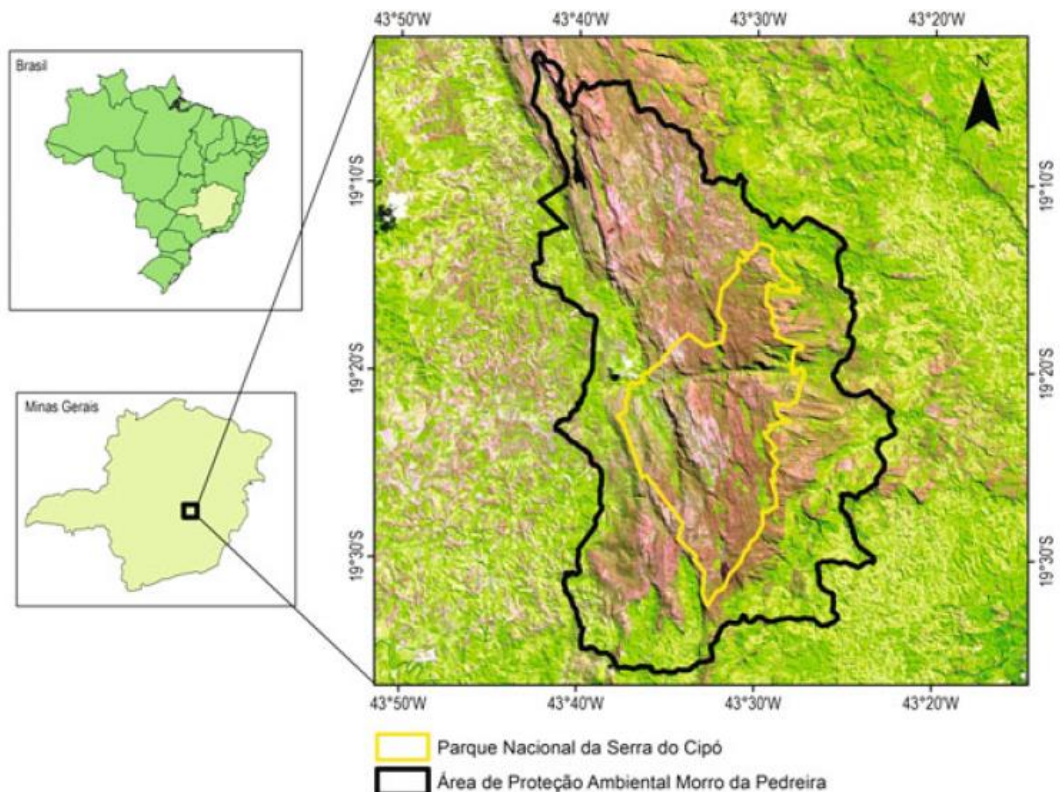 43°50'W 43°40'W 43°30'W 43°20'W
Brasil
N
19°10'S 19°10'S
19°20'S 19°20'S
Minas Gerais
19°30'S 19°30'S
43°50'W 43°40'W 43°30'W 43°20'W
Parque Nacional da Serra do Cipó
Área de Proteção Ambiental Morro da Pedreira